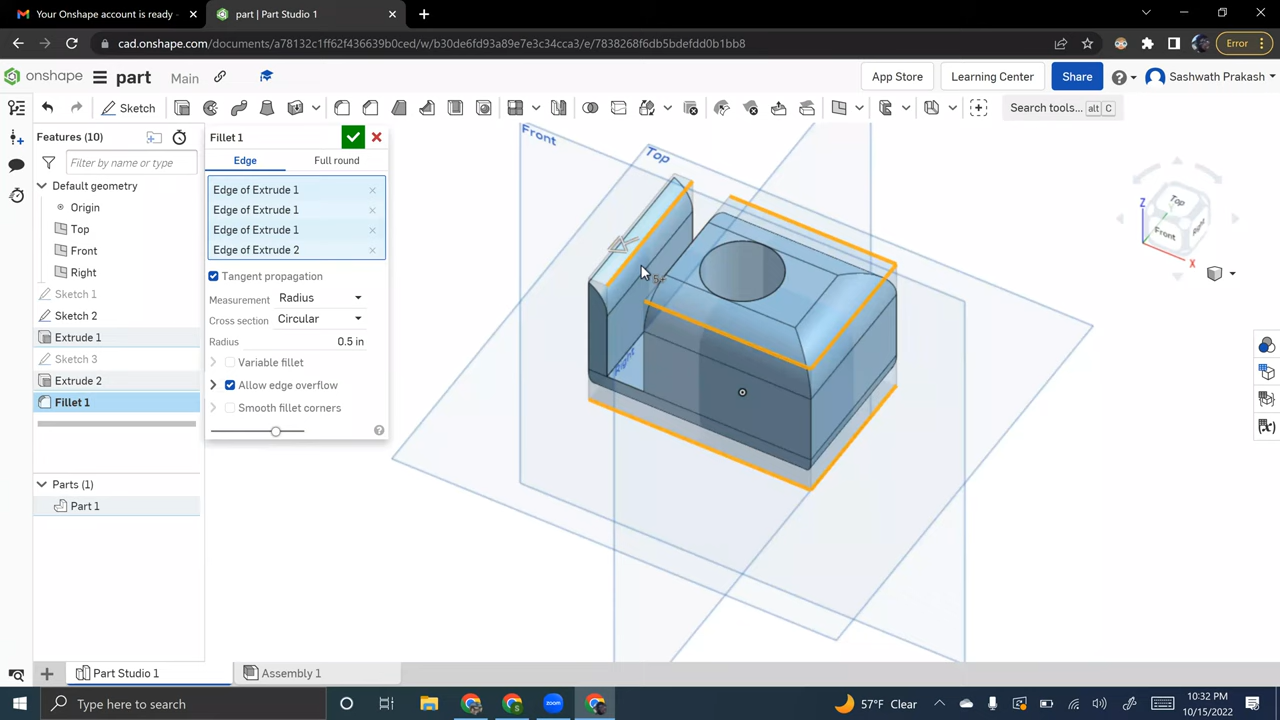 Your Onshape account is ready -
part | Part Studio 1
cad.onshape.com/documents/a78132c1ff62f436639b0ced/w/b30de6fd93a89e7e3c34cca3/e/7838268f6db5bdefdd0b1bb8
Error
onshape
part
Main
App Store
Learning Center
Share
Sashwath Prakash
Sketch
Search tools... alt C
Features (10)
Filter by name or type
Default geometry
Origin
Top
Front
Right
Sketch 1
Sketch 2
Extrude 1
Sketch 3
Extrude 2
Fillet 1
Parts (1)
Part 1
Fillet 1
Edge
Full round
Edge of Extrude 1
Edge of Extrude 1
Edge of Extrude 1
Edge of Extrude 2
Tangent propagation
Measurement Radius
Cross section Circular
Radius 0.5 in
Variable fillet
Allow edge overflow
Smooth fillet corners
Front
Top
Right
Z
Top
Front
Right
X
Part Studio 1
Assembly 1
Type here to search
zoom
57°F Clear
10:32 PM
10/15/2022